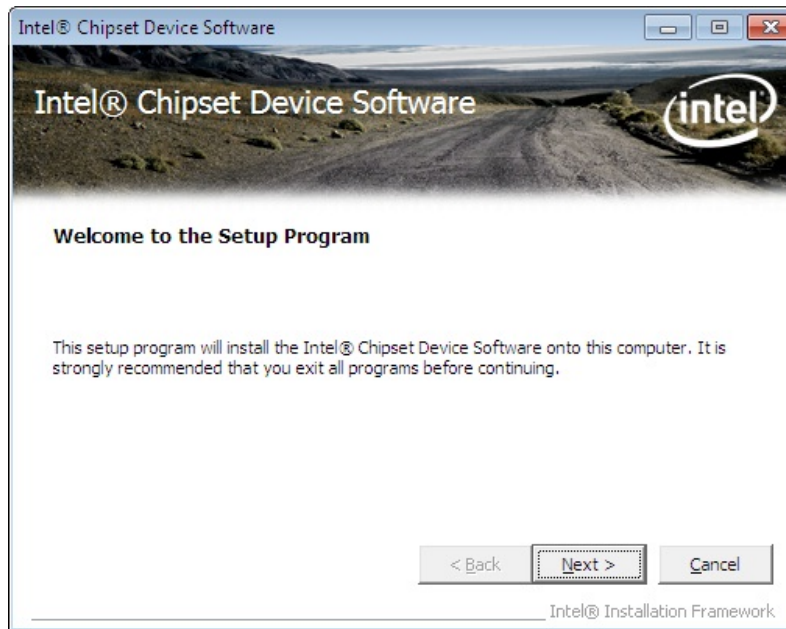 Intel® Chipset Device Software
Intel® Chipset Device Software
intel
Welcome to the Setup Program
This setup program will install the Intel® Chipset Device Software onto this computer. It is
strongly recommended that you exit all programs before continuing.
< Back Next > Cancel
Intel® Installation Framework